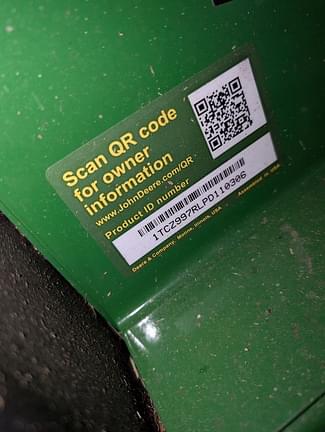 Scan QR code
for owner
information
www.JohnDeere.com/QR
Product ID number
1TCZ997RLPD110306
Deere & Company, Moline, Illinois, USA
Assembled in USA